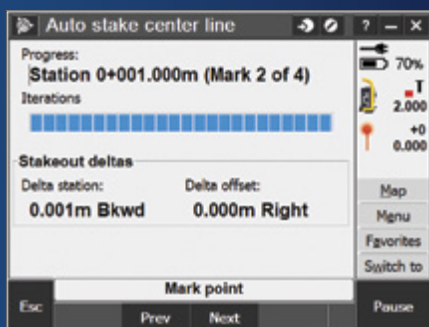 Auto stake center line
? – ×
Progress:
Station 0+001.000m (Mark 2 of 4)
Iterations
70%
T
2.000
+0
0.000
Stakeout deltas
Delta station: Delta offset:
0.001m Bkwd 0.000m Right
Map
Menu
Favorites
Switch to
Mark point
Esc Prev Next Pause